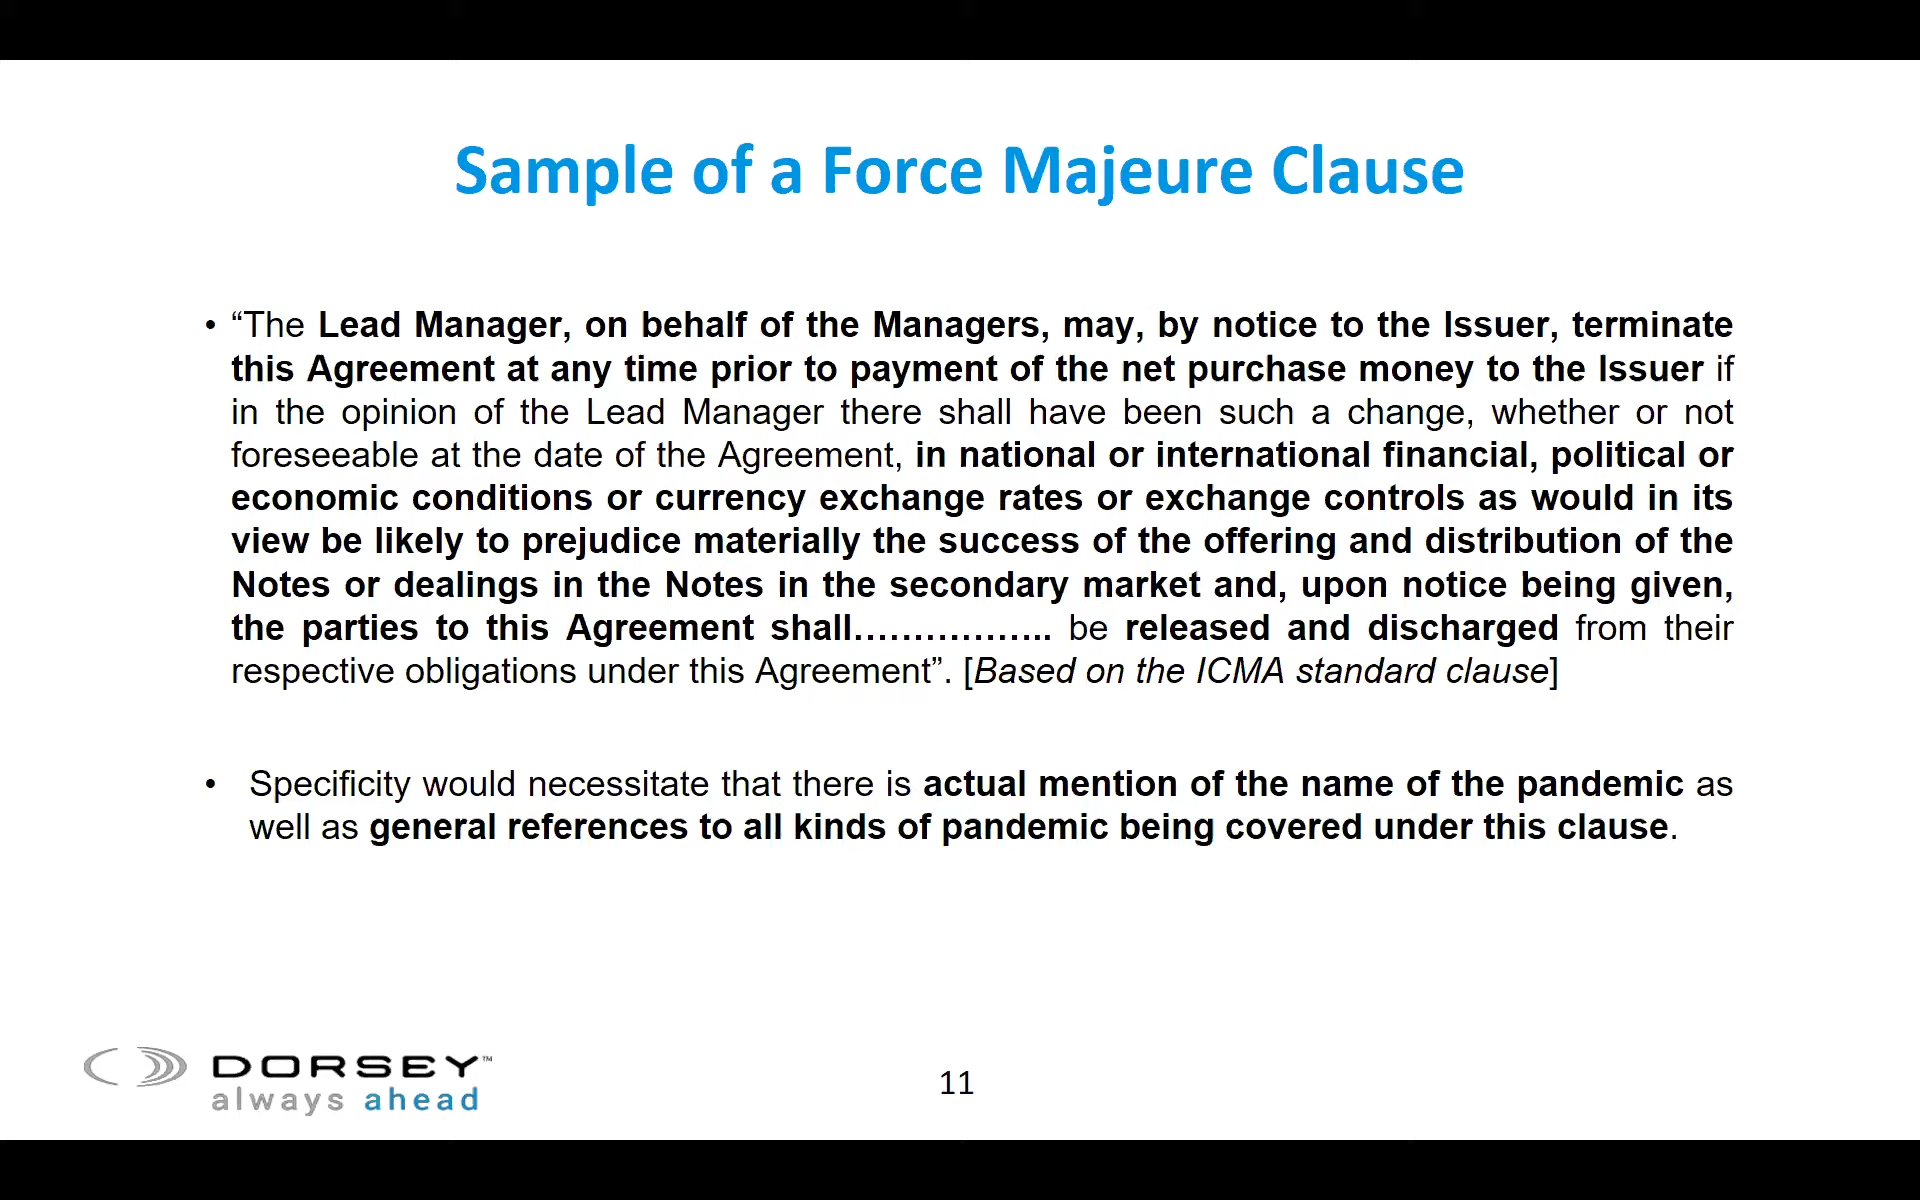 Sample of a Force Majeure Clause
• “The Lead Manager, on behalf of the Managers, may, by notice to the Issuer, terminate
this Agreement at any time prior to payment of the net purchase money to the Issuer if
in the opinion of the Lead Manager there shall have been such a change, whether or not
foreseeable at the date of the Agreement, in national or international financial, political or
economic conditions or currency exchange rates or exchange controls as would in its
view be likely to prejudice materially the success of the offering and distribution of the
Notes or dealings in the Notes in the secondary market and, upon notice being given,
the parties to this Agreement shall……………….. be released and discharged from their
respective obligations under this Agreement”. [Based on the ICMA standard clause]
• Specificity would necessitate that there is actual mention of the name of the pandemic as
well as general references to all kinds of pandemic being covered under this clause.
DORSEY™
always ahead
11